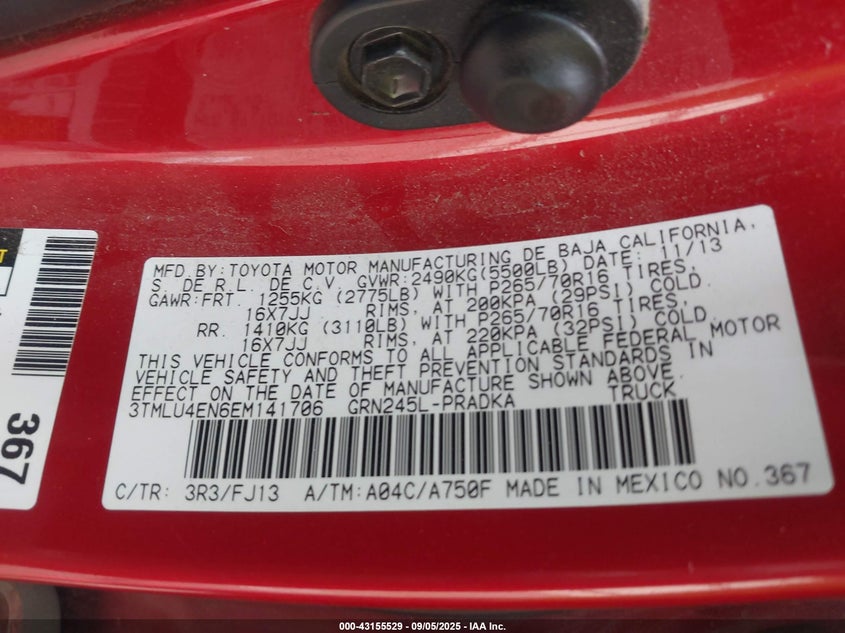 MFD. BY: TOYOTA MOTOR MANUFACTURING DE BAJA CALIFORNIA,
S. DE R.L. DE C.V. GVWR: 2490KG(5500LB) DATE: 11/13
GAWR: FRT. 1255KG (2775LB) WITH P265/70R16 TIRES,
16X7JJ RIMS, AT 200KPA (29PSI) COLD.
RR. 1410KG (3110LB) WITH P265/70R16 TIRES,
16X7JJ RIMS, AT 220KPA (32PSI) COLD.
THIS VEHICLE CONFORMS TO ALL APPLICABLE FEDERAL MOTOR
VEHICLE SAFETY AND THEFT PREVENTION STANDARDS IN
EFFECT ON THE DATE OF MANUFACTURE SHOWN ABOVE.
3TMLU4EN6EM141706 GRN245L-PRADKA TRUCK
C/TR: 3R3/FJ13 A/TM: A04C/A750F MADE IN MEXICO NO. 367
367
000-43155529 - 09/05/2025 - IAA Inc.